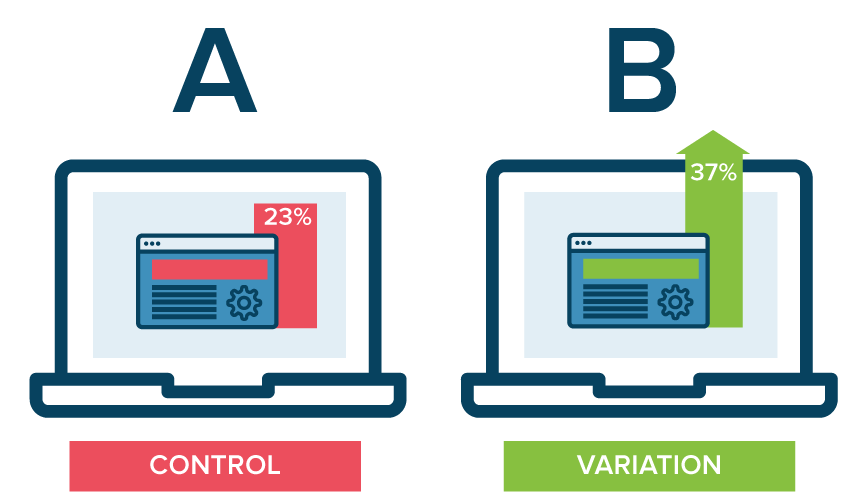 A
B
23%
37%
CONTROL
VARIATION